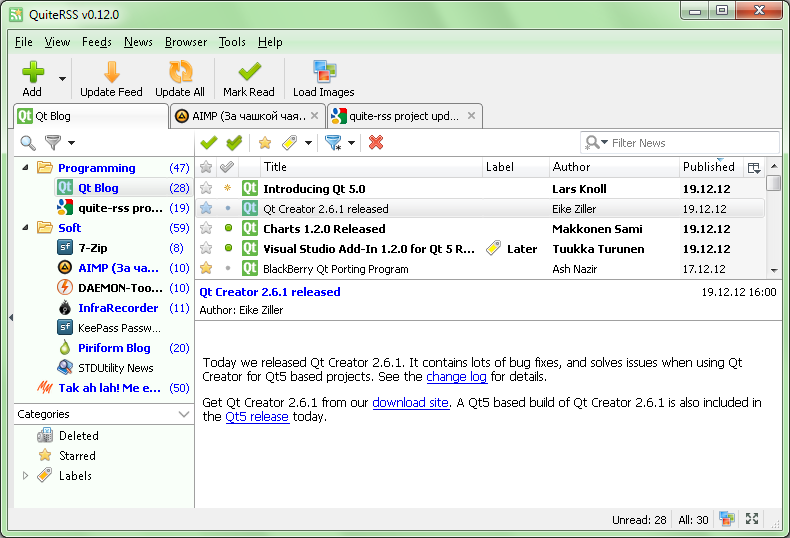 QuiteRSS v0.12.0
File View Feeds News Browser Tools Help
Add Update Feed Update All Mark Read Load Images
Qt Blog AIMP (За чашкой чая.. quite-rss project upd...
Filter News
Title Label Author Published
Programming (47)
Qt Blog (28)
quite-rss pro... (19)
Soft (59)
7-Zip (8)
AIMP (За ча... (10)
DAEMON-Too... (10)
InfraRecorder (11)
KeePass Passw...
Piriform Blog (20)
STDUtility News
Tak ah lah! Me e... (50)
Categories
Deleted
Starred
Labels
Introducing Qt 5.0 Lars Knoll 19.12.12
Qt Creator 2.6.1 released Eike Ziller 19.12.12
Charts 1.2.0 Released Makkonen Sami 19.12.12
Visual Studio Add-In 1.2.0 for Qt 5 R... Later Tuukka Turunen 19.12.12
BlackBerry Qt Porting Program Ash Nazir 17.12.12
Qt Creator 2.6.1 released 19.12.12 16:00
Author: Eike Ziller
Today we released Qt Creator 2.6.1. It contains lots of bug fixes, and solves issues when using Qt
Creator for Qt5 based projects. See the change log for details.
Get Qt Creator 2.6.1 from our download site. A Qt5 based build of Qt Creator 2.6.1 is also included in
the Qt5 release today.
Unread: 28 All: 30